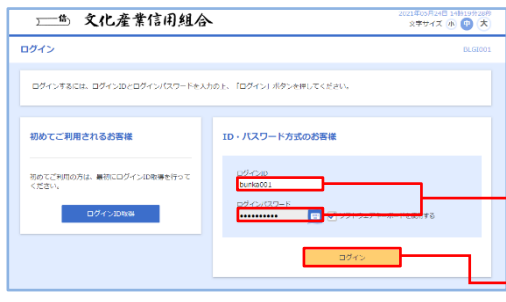 一信 文化産業信用組合
2021年05月24日 14時19分28秒
文字サイズ 小 中 大
ログイン
BLGI001
ログインするには、ログインIDとログインパスワードを入力の上、「ログイン」ボタンを押してください。
初めてご利用されるお客様
初めてご利用の方は、最初にログインID取得を行って
ください。
ログインID取得
ID・パスワード方式のお客様
ログインID
bunka001
ログインパスワード
••••••••••
ソフトウェアキーボードを使用する
ログイン